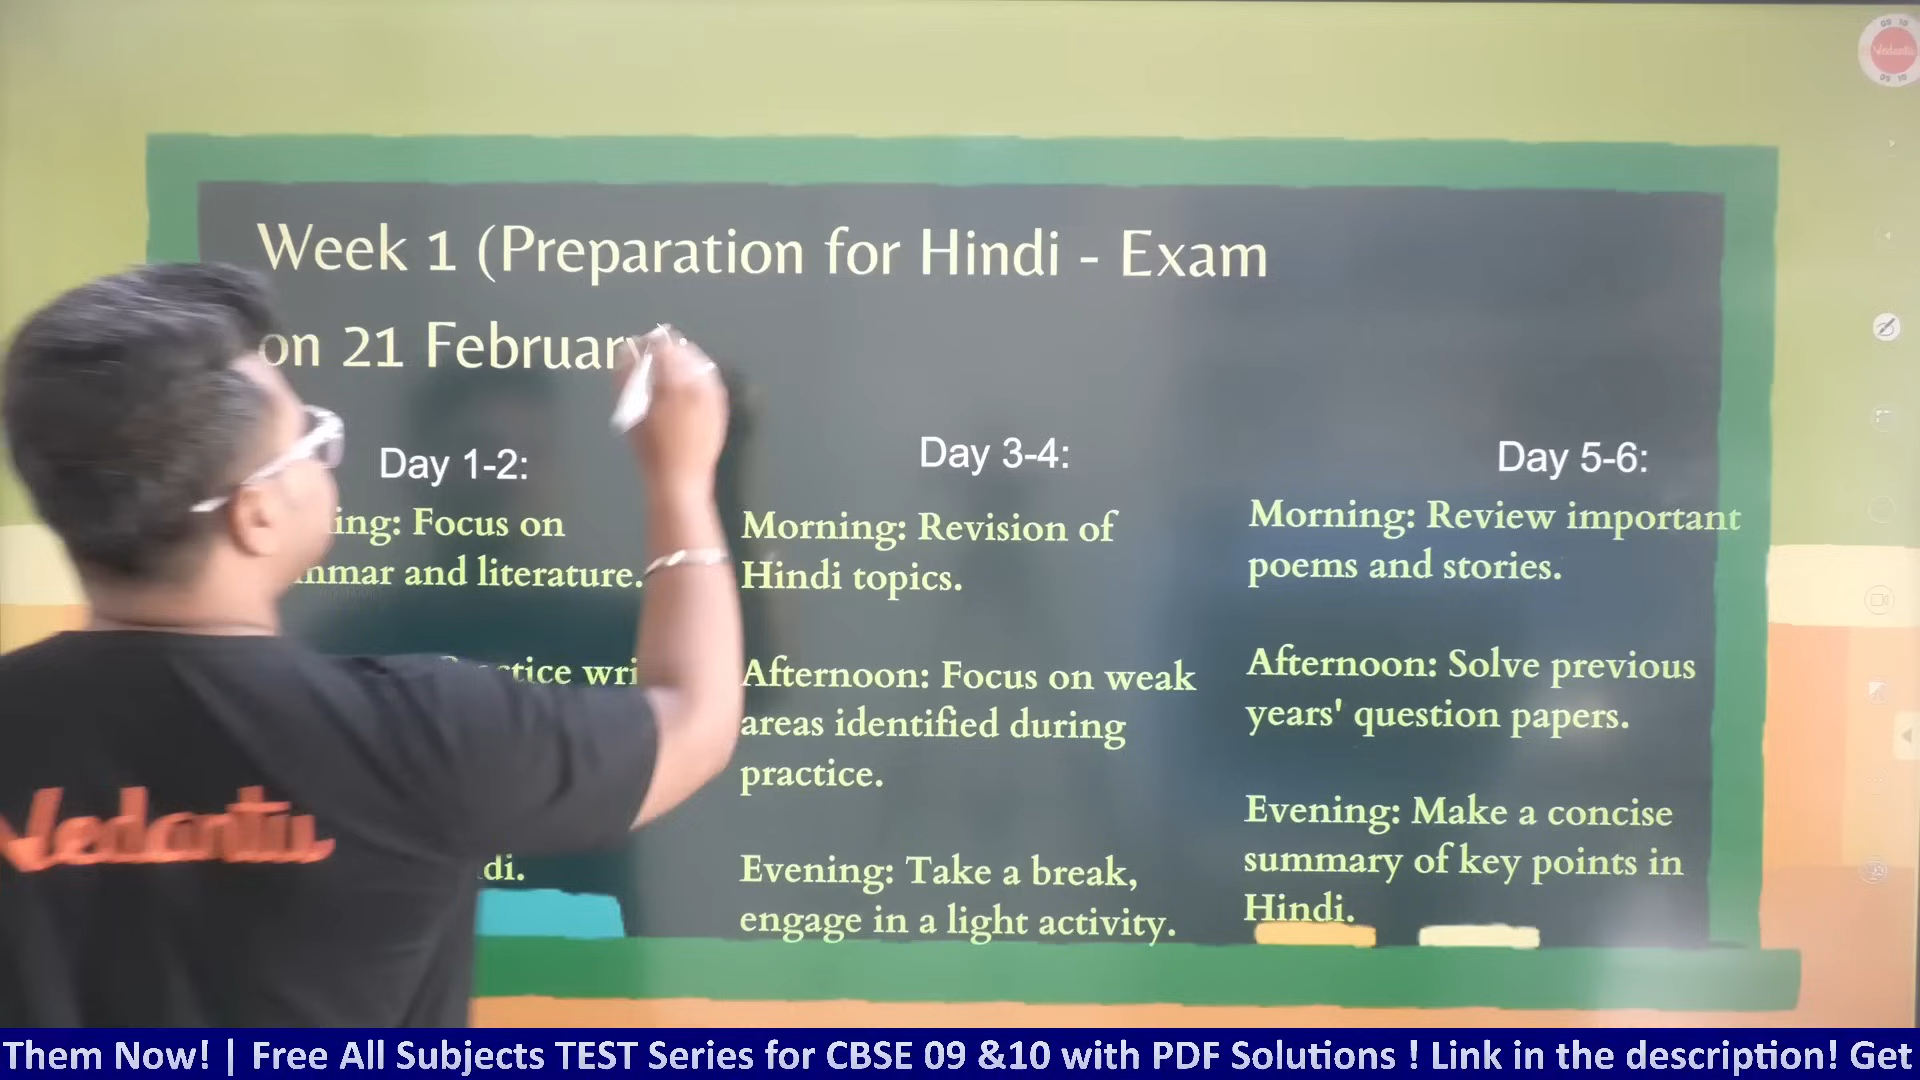 Week 1 (Preparation for Hindi - Exam
on 21 February):
Day 1-2:
Focus on
and literature.
Day 3-4:
Morning: Revision of
Hindi topics.
Afternoon: Focus on weak
areas identified during
practice.
Evening: Take a break,
engage in a light activity.
Day 5-6:
Morning: Review important
poems and stories.
Afternoon: Solve previous
years' question papers.
Evening: Make a concise
summary of key points in
Hindi.
Vedantu
Vedantu
Them Now! | Free All Subjects TEST Series for CBSE 09 &10 with PDF Solutions ! Link in the description! Get